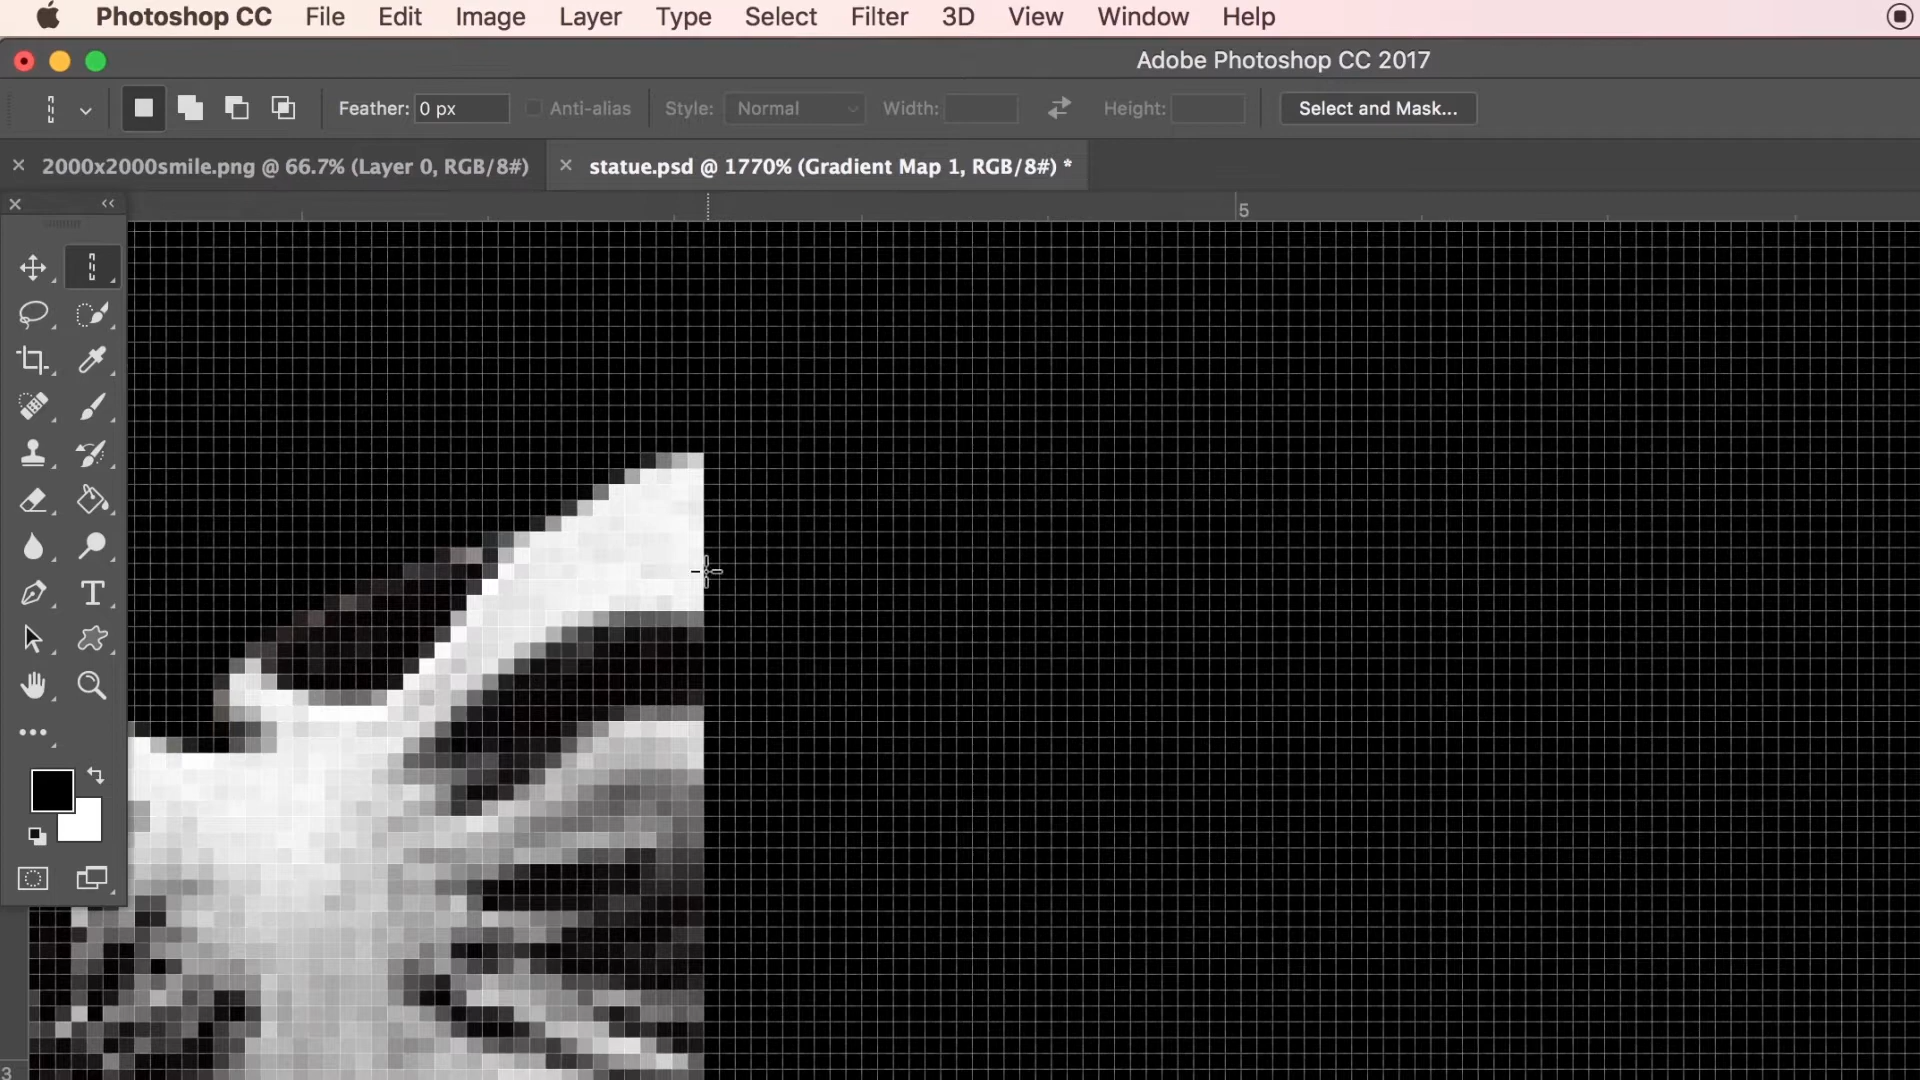 Photoshop CC File Edit Image Layer Type Select Filter 3D View Window Help
Adobe Photoshop CC 2017
Feather: 0 px Anti-alias Style: Normal Width: Height: Select and Mask...
2000x2000smile.png @ 66.7% (Layer 0, RGB/8#) statue.psd @ 1770% (Gradient Map 1, RGB/8#) *
5
T
3